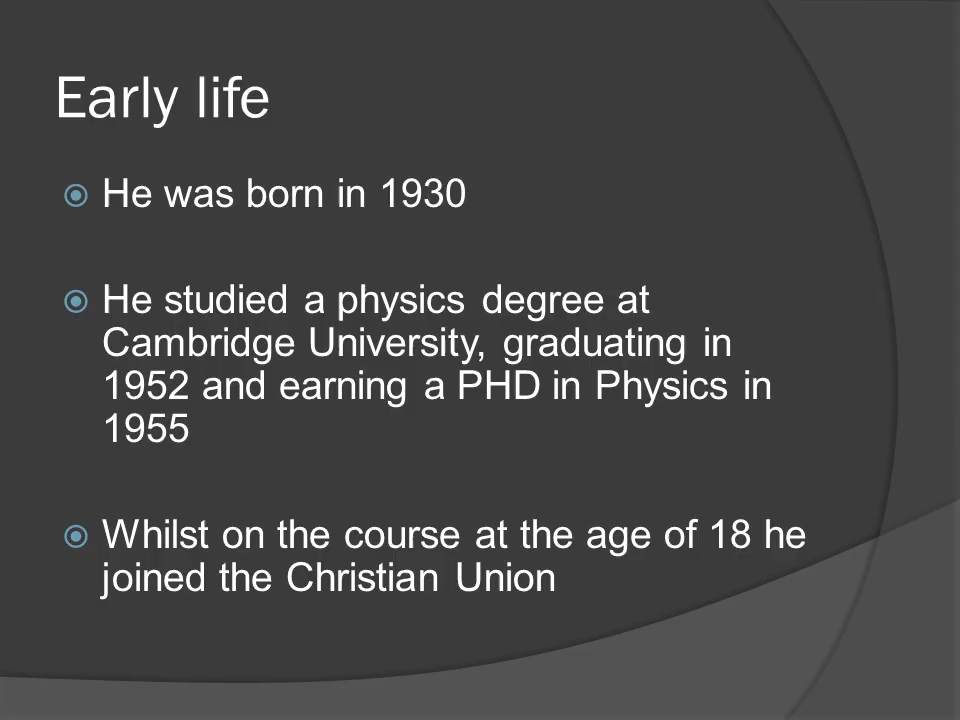 Early life
He was born in 1930
He studied a physics degree at
Cambridge University, graduating in
1952 and earning a PHD in Physics in
1955
Whilst on the course at the age of 18 he
joined the Christian Union